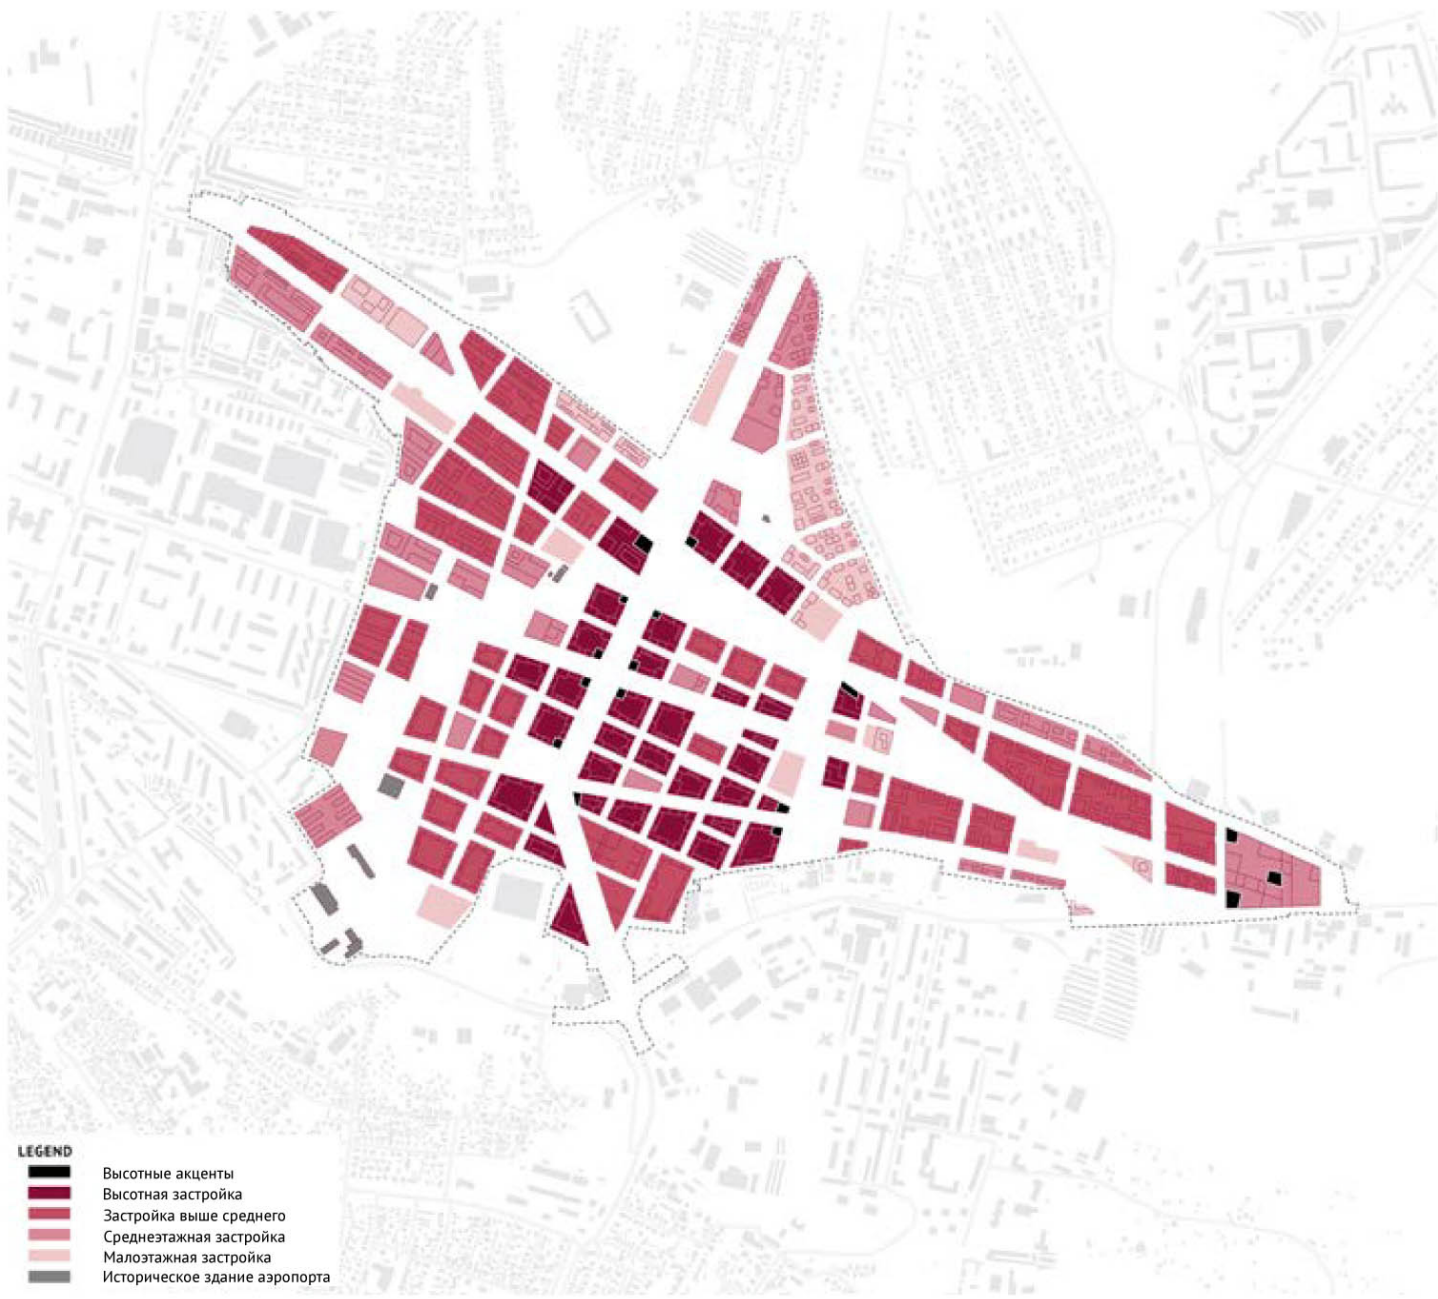 LEGEND
Высотные акценты
Высотная застройка
Застройка выше среднего
Среднеэтажная застройка
Малоэтажная застройка
Историческое здание аэропорта